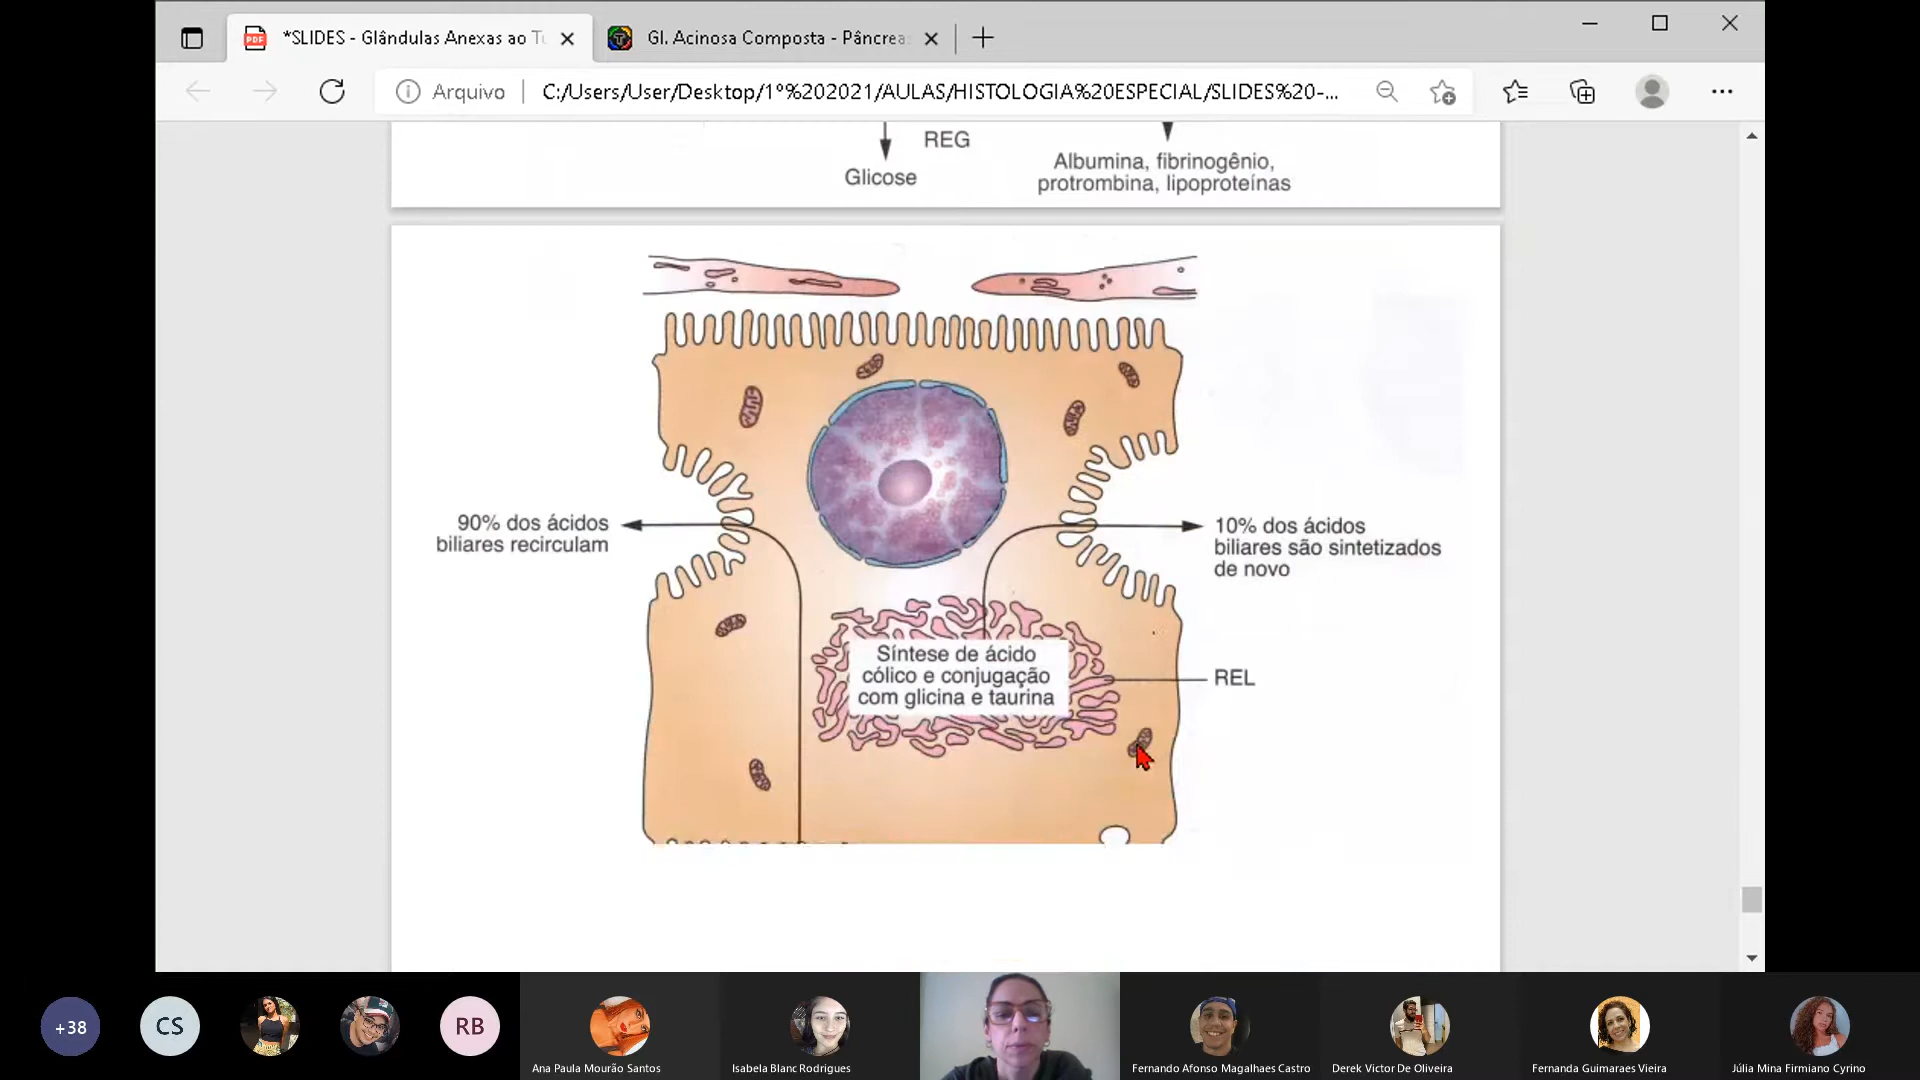 *SLIDES - Glândulas Anexas ao T
Gl. Acinosa Composta - Pâncrea
Arquivo
C:/Users/User/Desktop/1º%202021/AULAS/HISTOLOGIA%20ESPECIAL/SLIDES%20-...
REG
Glicose
Albumina, fibrinogênio,
protrombina, lipoproteínas
90% dos ácidos
biliares recirculam
10% dos ácidos
biliares são sintetizados
de novo
Síntese de ácido
cólico e conjugação
com glicina e taurina
REL
+38
CS
RB
Ana Paula Mourão Santos
Isabela Blanc Rodrigues
Fernando Afonso Magalhaes Castro
Derek Victor De Oliveira
Fernanda Guimaraes Vieira
Júlia Mina Firmiano Cyrino